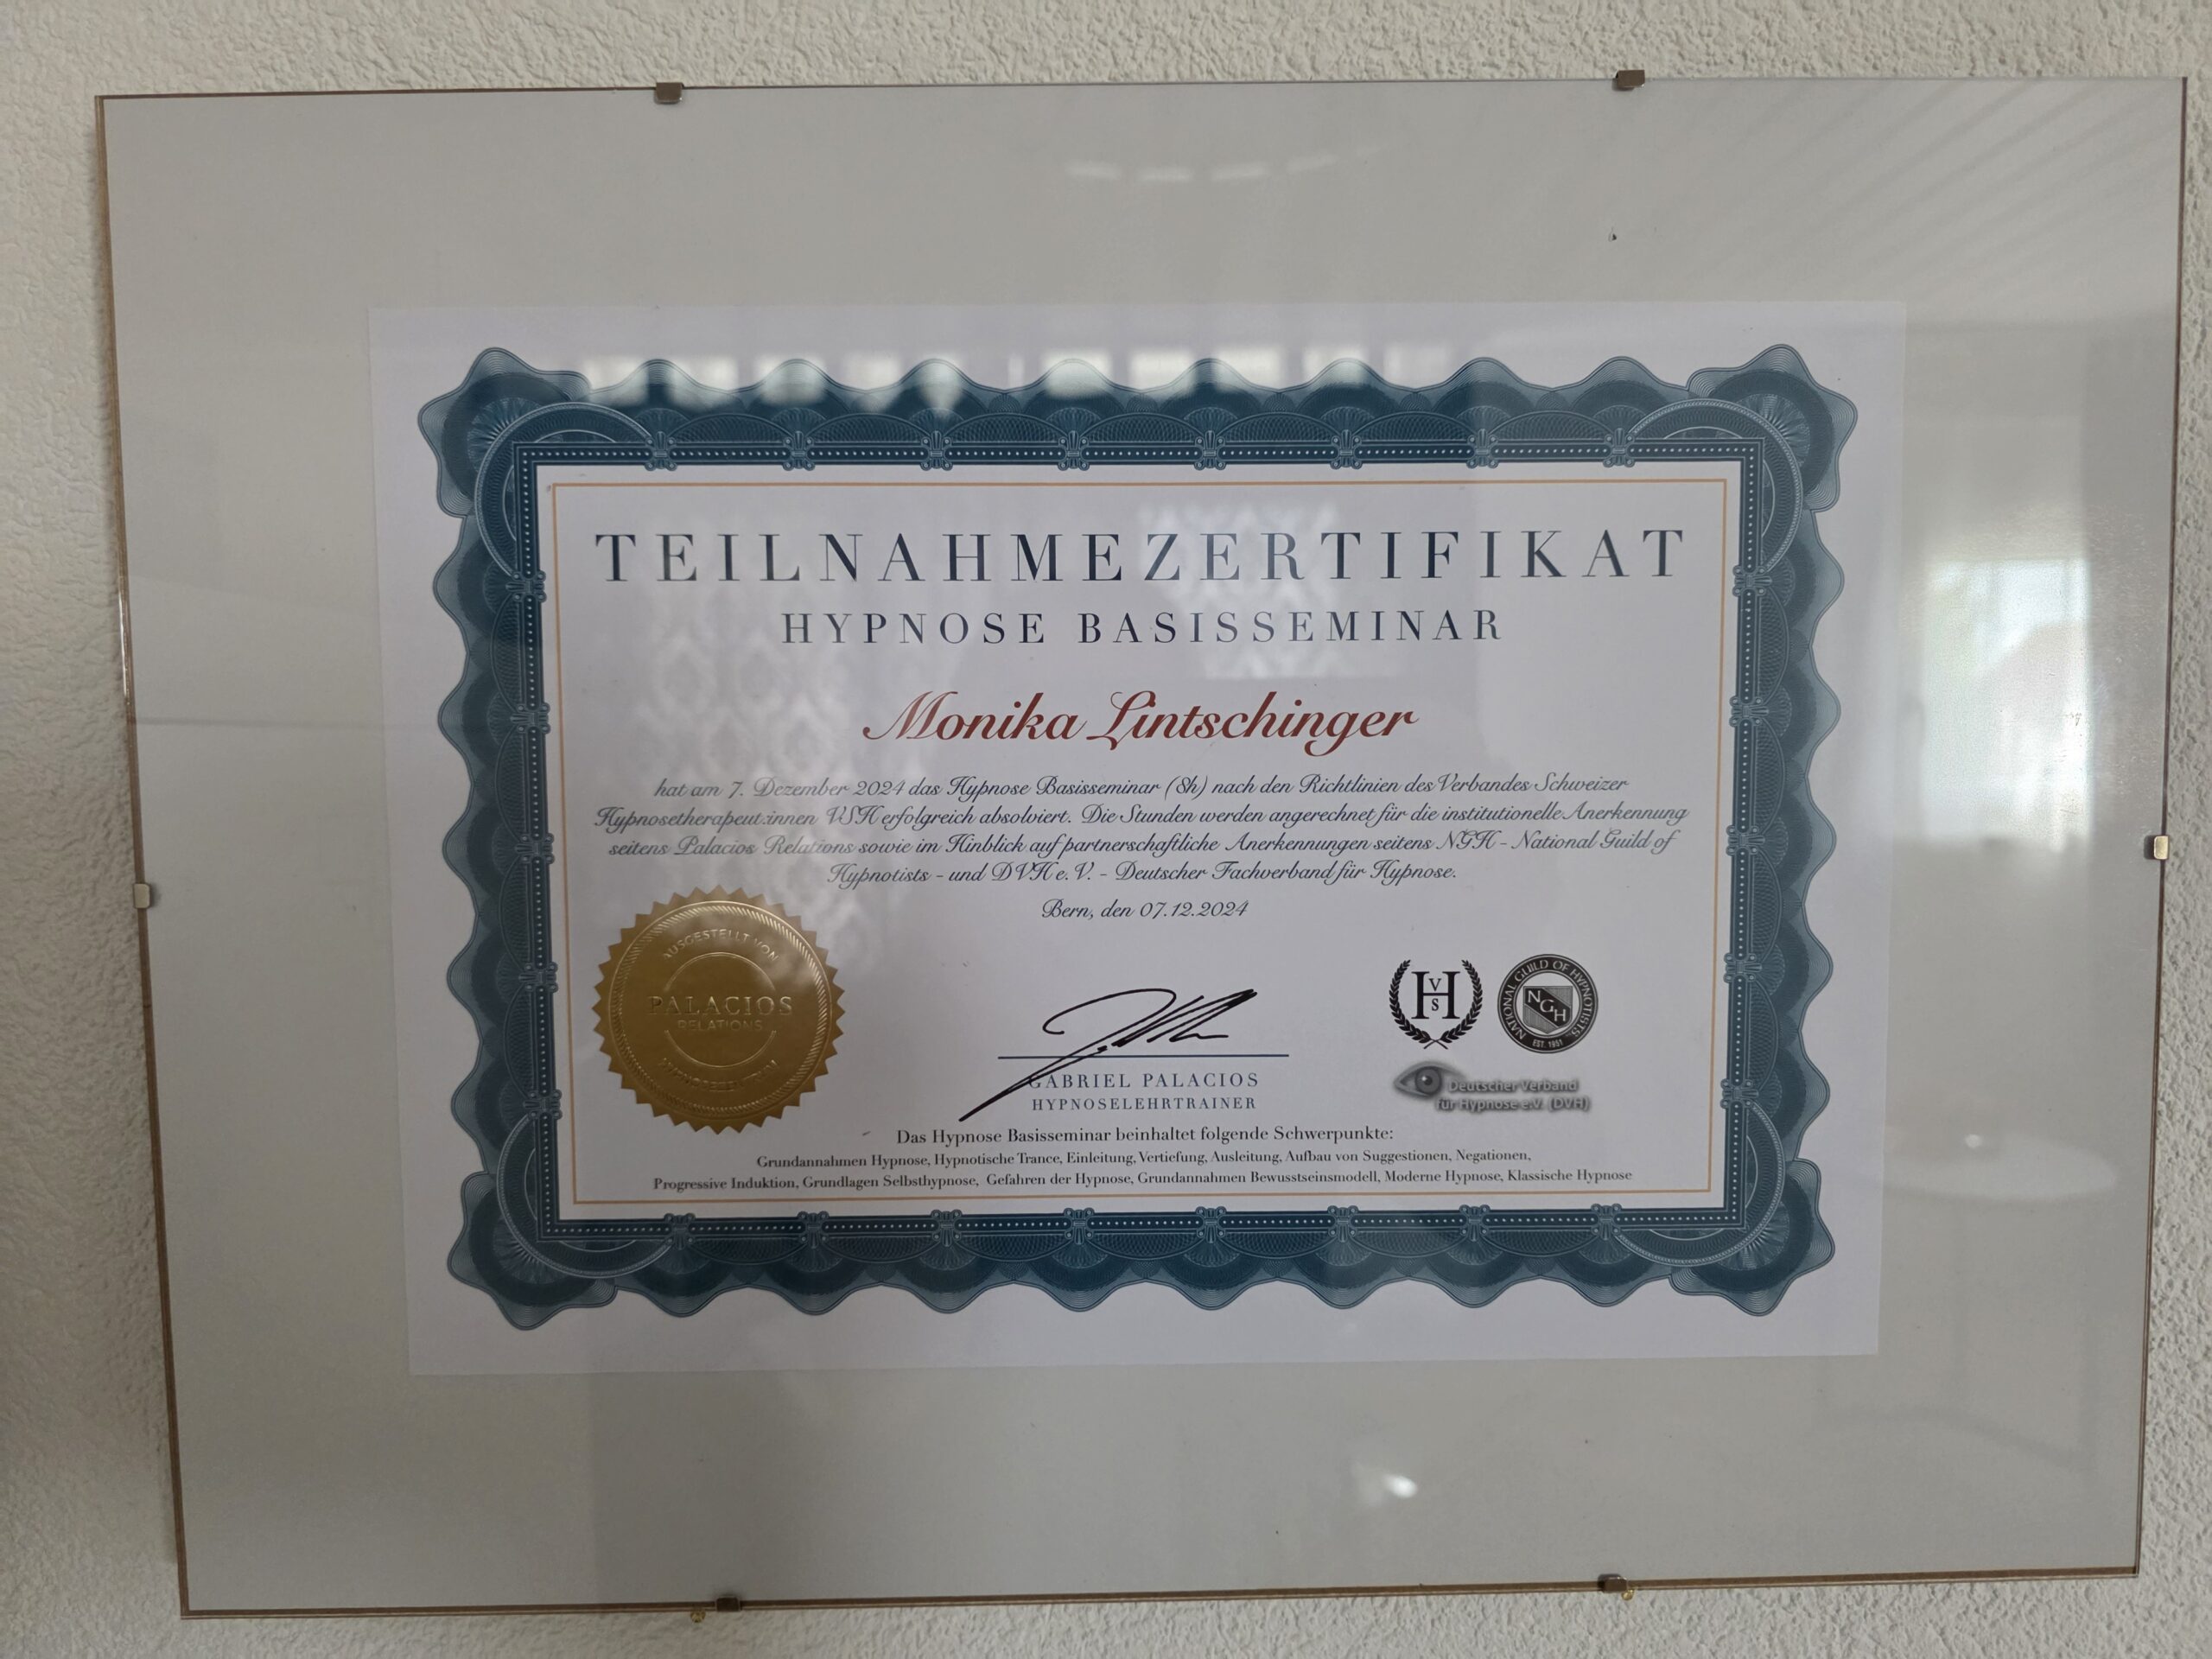 TEILNAHMEZERTIFIKAT
HYPNOSE BASISSEMINAR
Monika Lintschinger
hat am 7. Dezember 2024 das Hypnose Basisseminar (8h) nach den Richtlinien des Verbandes Schweizer
Hypnosetherapeut:innen VSH erfolgreich absolviert. Die Stunden werden angerechnet für die institutionelle Anerkennung
seitens Palacios Relations sowie im Hinblick auf partnerschaftliche Anerkennungen seitens NGH - National Guild of
Hypnotists - und DVH e. V. - Deutscher Fachverband für Hypnose.
Bern, den 07.12.2024
AUSGESTELLT VON
PALACIOS
RELATIONS
VSH
NATIONAL GUILD OF HYPNOTISTS
NGH
EST. 1951
GABRIEL PALACIOS
HYPNOSELEHRTRAINER
Deutscher Verband
für Hypnose e.V. (DVH)
Das Hypnose Basisseminar beinhaltet folgende Schwerpunkte:
Grundannahmen Hypnose, Hypnotische Trance, Einleitung, Vertiefung, Ausleitung, Aufbau von Suggestionen, Negationen,
Progressive Induktion, Grundlagen Selbsthypnose, Gefahren der Hypnose, Grundannahmen Bewusstseinsmodell, Moderne Hypnose, Klassische Hypnose